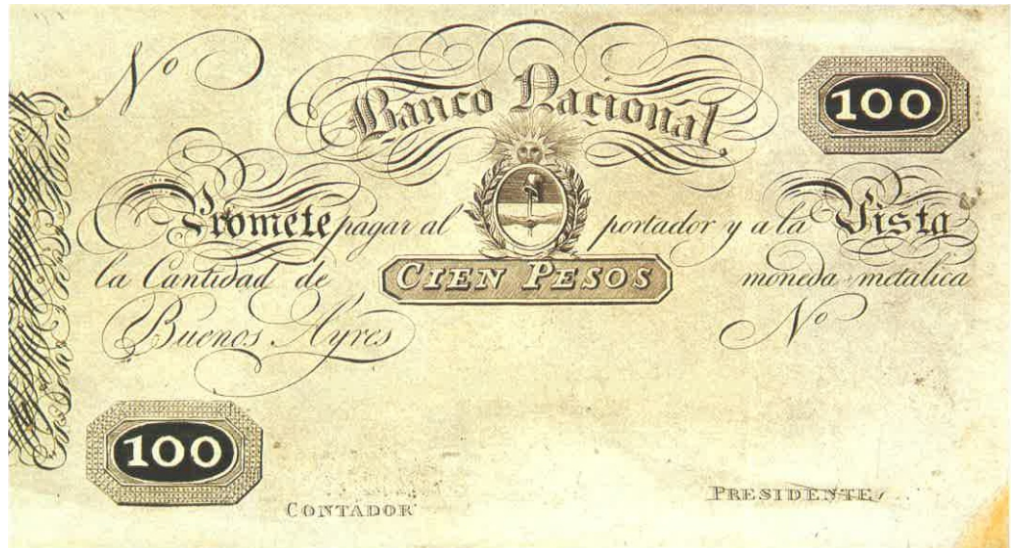 No
Banco Nacional.
100
Promete pagar al portador y a la Vista
la Cantidad de CIEN PESOS moneda metalica
Buenos Ayres No
100
CONTADOR PRESIDENTE